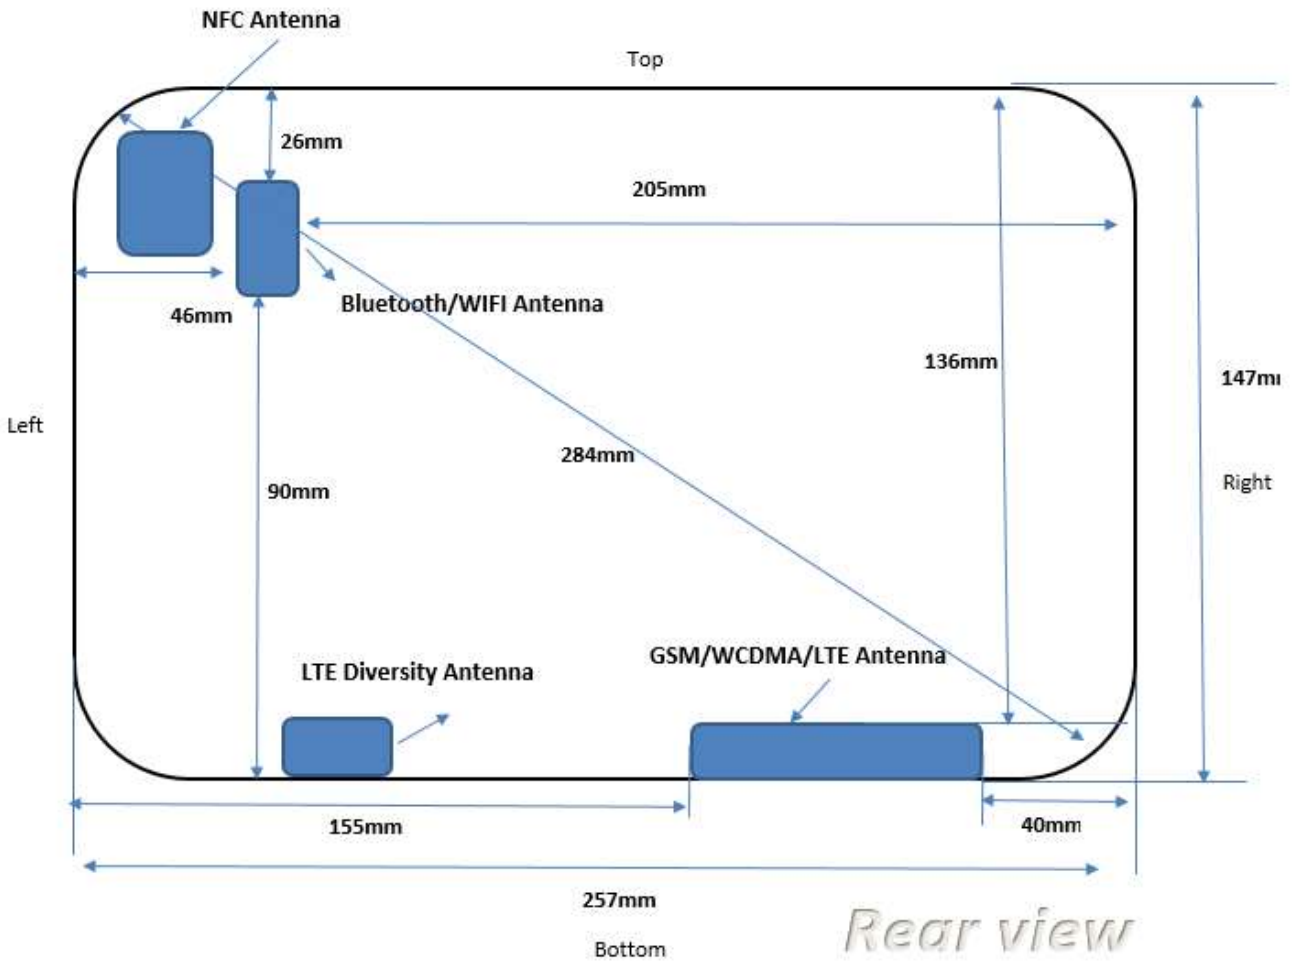 NFC Antenna
Top
26mm
205mm
Bluetooth/WIFI Antenna
46mm
136mm
147m
Left
284mm
90mm
Right
GSM/WCDMA/LTE Antenna
LTE Diversity Antenna
155mm
40mm
257mm
Rear view
Bottom